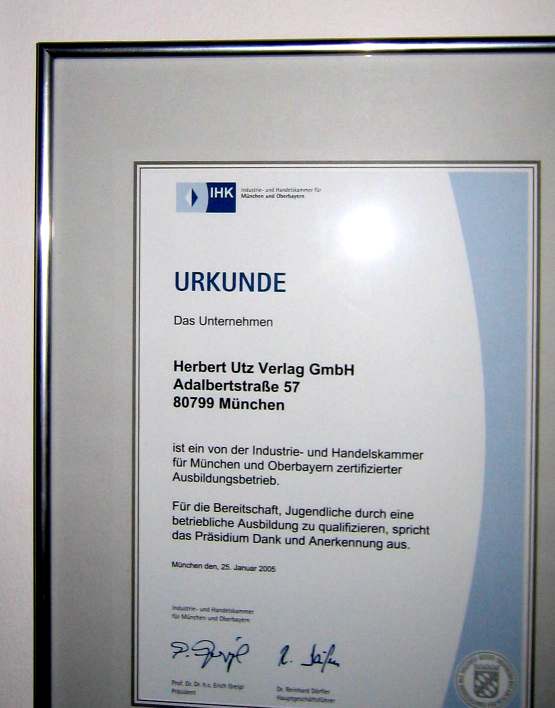 IHK
Industrie- und Handelskammer für
München und Oberbayern
URKUNDE
Das Unternehmen
Herbert Utz Verlag GmbH
Adalbertstraße 57
80799 München
ist ein von der Industrie- und Handelskammer
für München und Oberbayern zertifizierter
Ausbildungsbetrieb.
Für die Bereitschaft, Jugendliche durch eine
betriebliche Ausbildung zu qualifizieren, spricht
das Präsidium Dank und Anerkennung aus.
München den, 25. Januar 2005
Industrie- und Handelskammer
für München und Oberbayern
Prof. Dr. Dr. h.c. Erich Greipl
Präsident
Dr. Reinhard Dörfler
Hauptgeschäftsführer